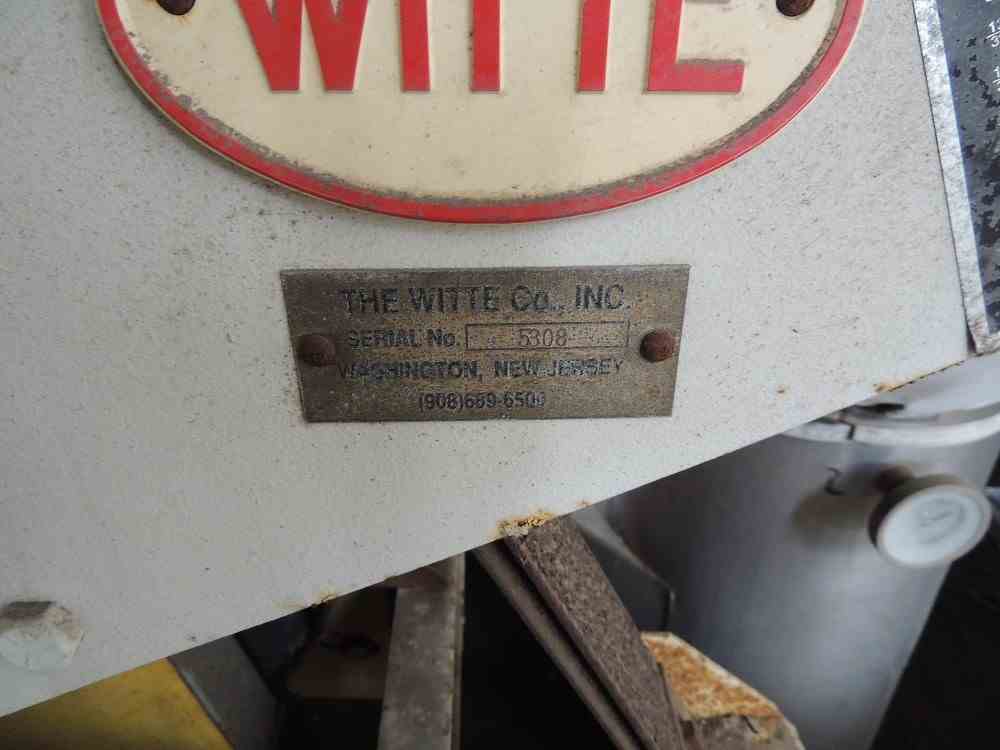 WITTE
THE WITTE Co., INC.
SERIAL No. 5308
WASHINGTON, NEW JERSEY
(908)689-6500